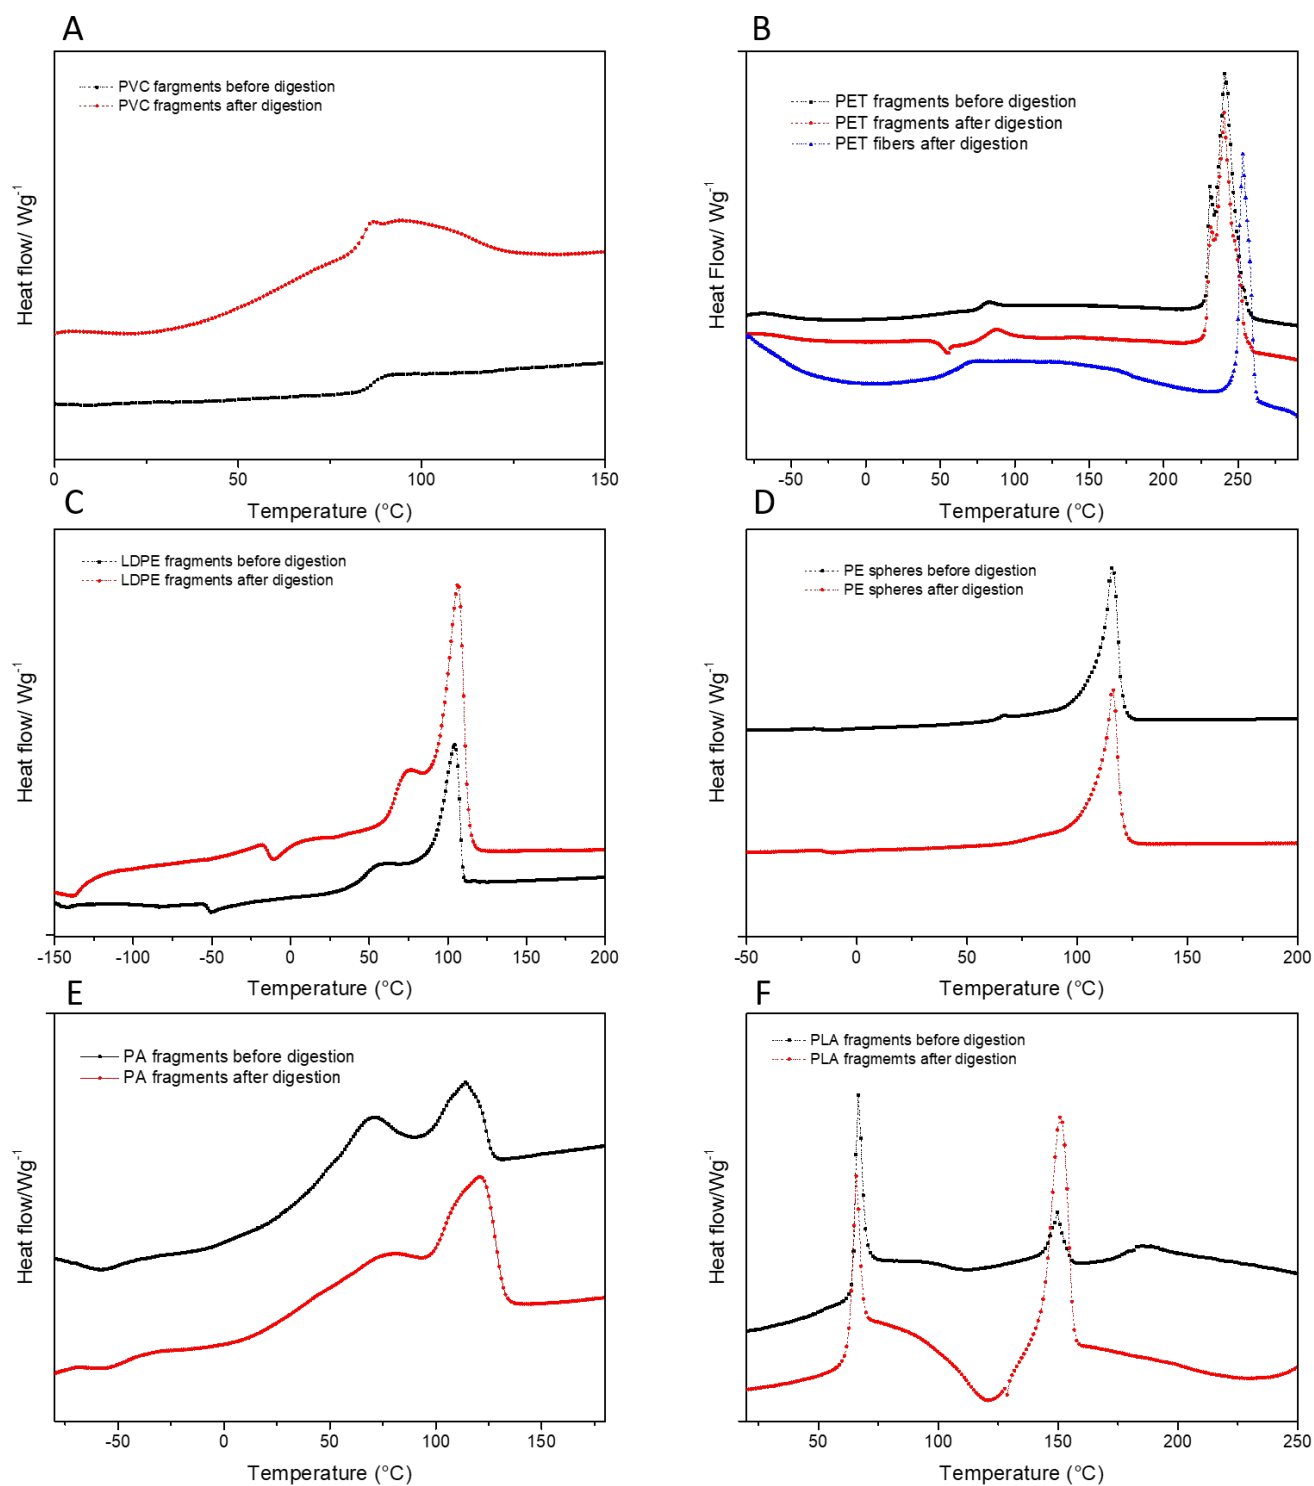 A
PVC fargments before digestion
PVC fragments after digestion
Heat flow/ Wg⁻¹
0 50 100 150
Temperature (°C)
B
PET fragments before digestion
PET fragments after digestion
PET fibers after digestion
Heat Flow/ Wg⁻¹
-50 0 50 100 150 200 250
Temperature (°C)
C
LDPE fragments before digestion
LDPE fragments after digestion
Heat flow/ Wg⁻¹
-150 -100 -50 0 50 100 150 200
Temperature (°C)
D
PE spheres before digestion
PE spheres after digestion
Heat flow/ Wg⁻¹
-50 0 50 100 150 200
Temperature (°C)
E
PA fragments before digestion
PA fragments after digestion
Heat flow/Wg⁻¹
-50 0 50 100 150
Temperature (°C)
F
PLA fragments before digestion
PLA fragmemts after digestion
Heat flow/Wg⁻¹
50 100 150 200 250
Temperature (°C)